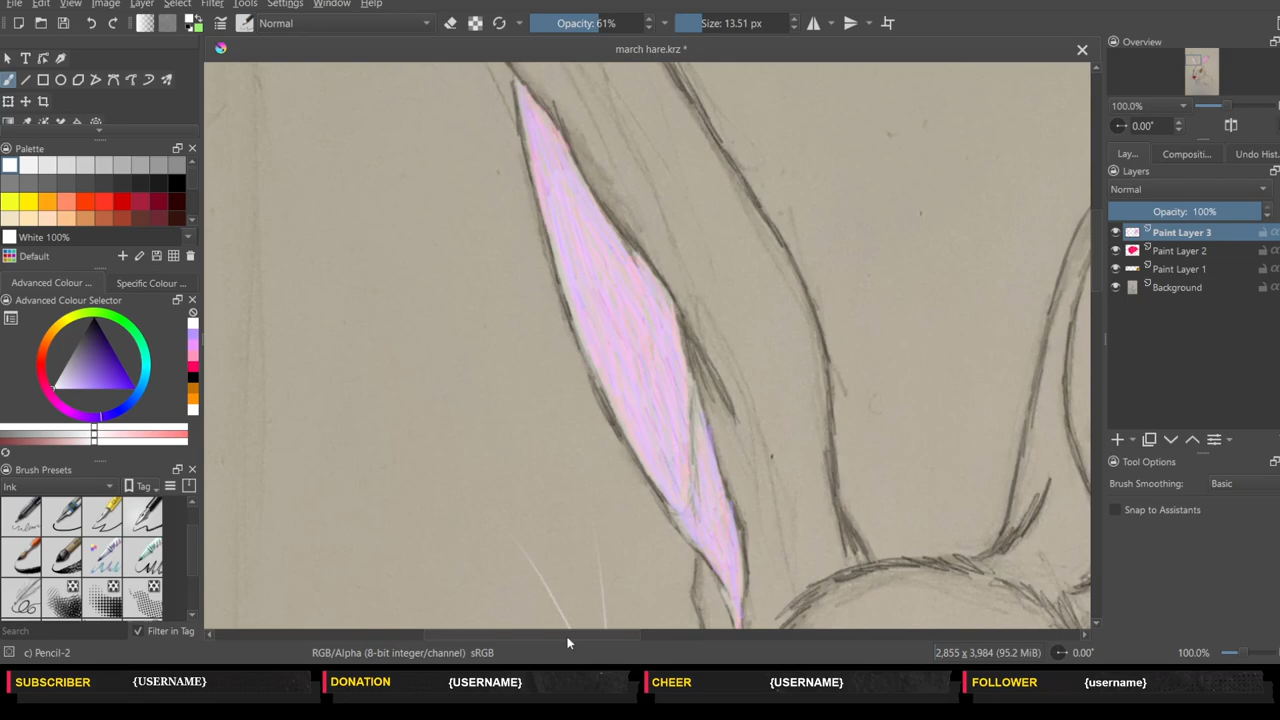 File Edit View Image Layer Select Filter Tools Settings Window Help
Normal
Opacity: 61%
Size: 13.51 px
march hare.krz *
Overview
100.0%
0.00°
Palette
White 100%
Default
Advanced Colour ...
Specific Colour ...
Advanced Colour Selector
Brush Presets
Ink
Tag
Search
Filter in Tag
Lay...
Compositi...
Undo Hist.
Layers
Normal
Opacity: 100%
Paint Layer 3
Paint Layer 2
Paint Layer 1
Background
Tool Options
Brush Smoothing: Basic
Snap to Assistants
c) Pencil-2
RGB/Alpha (8-bit integer/channel) sRGB
2,855 x 3,984 (95.2 MiB)
0.00°
100.0%
SUBSCRIBER {USERNAME}
DONATION {USERNAME}
CHEER {USERNAME}
FOLLOWER {username}